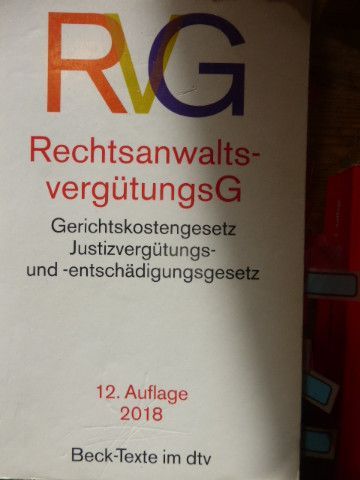 RVG
Rechtsanwalts-
vergütungsG
Gerichtskostengesetz
Justizvergütungs-
und -entschädigungsgesetz
12. Auflage
2018
Beck-Texte im dtv